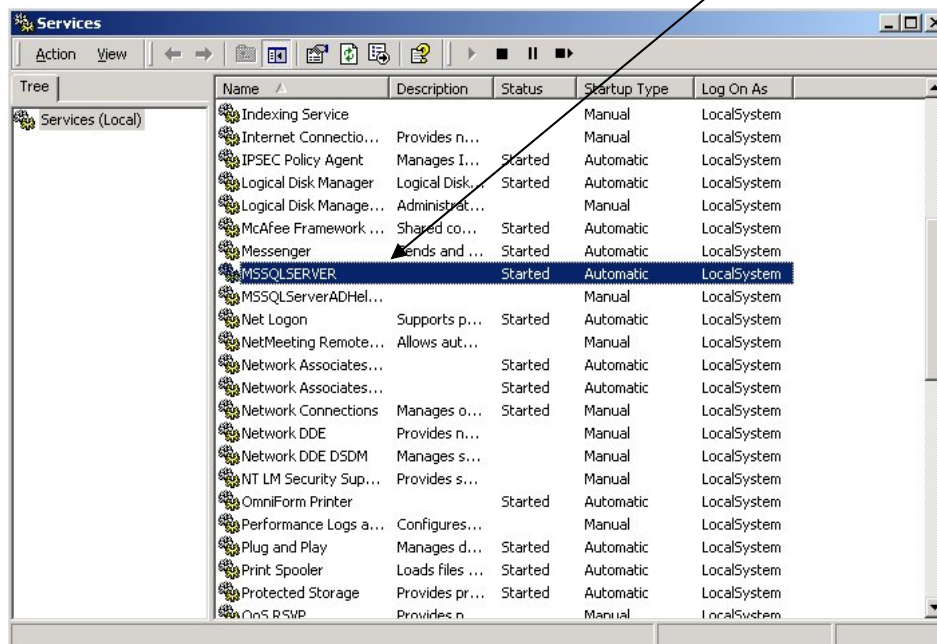 Services
Action View
Tree
Services (Local)
Name Description Status Startup Type Log On As
Indexing Service Manual LocalSystem
Internet Connectio... Provides n... Manual LocalSystem
IPSEC Policy Agent Manages I... Started Automatic LocalSystem
Logical Disk Manager Logical Disk... Started Automatic LocalSystem
Logical Disk Manage... Administrat... Manual LocalSystem
McAfee Framework ... Shared co... Started Automatic LocalSystem
Messenger Sends and ... Started Automatic LocalSystem
MSSQLSERVER Started Automatic LocalSystem
MSSQLServerADHel... Manual LocalSystem
Net Logon Supports p... Started Automatic LocalSystem
NetMeeting Remote... Allows aut... Manual LocalSystem
Network Associates... Started Automatic LocalSystem
Network Associates... Started Automatic LocalSystem
Network Connections Manages o... Started Manual LocalSystem
Network DDE Provides n... Manual LocalSystem
Network DDE DSDM Manages s... Manual LocalSystem
NT LM Security Sup... Provides s... Manual LocalSystem
OmniForm Printer Started Automatic LocalSystem
Performance Logs a... Configures... Manual LocalSystem
Plug and Play Manages d... Started Automatic LocalSystem
Print Spooler Loads files ... Started Automatic LocalSystem
Protected Storage Provides pr... Started Automatic LocalSystem
QoS RSVP Provides n... Manual LocalSystem